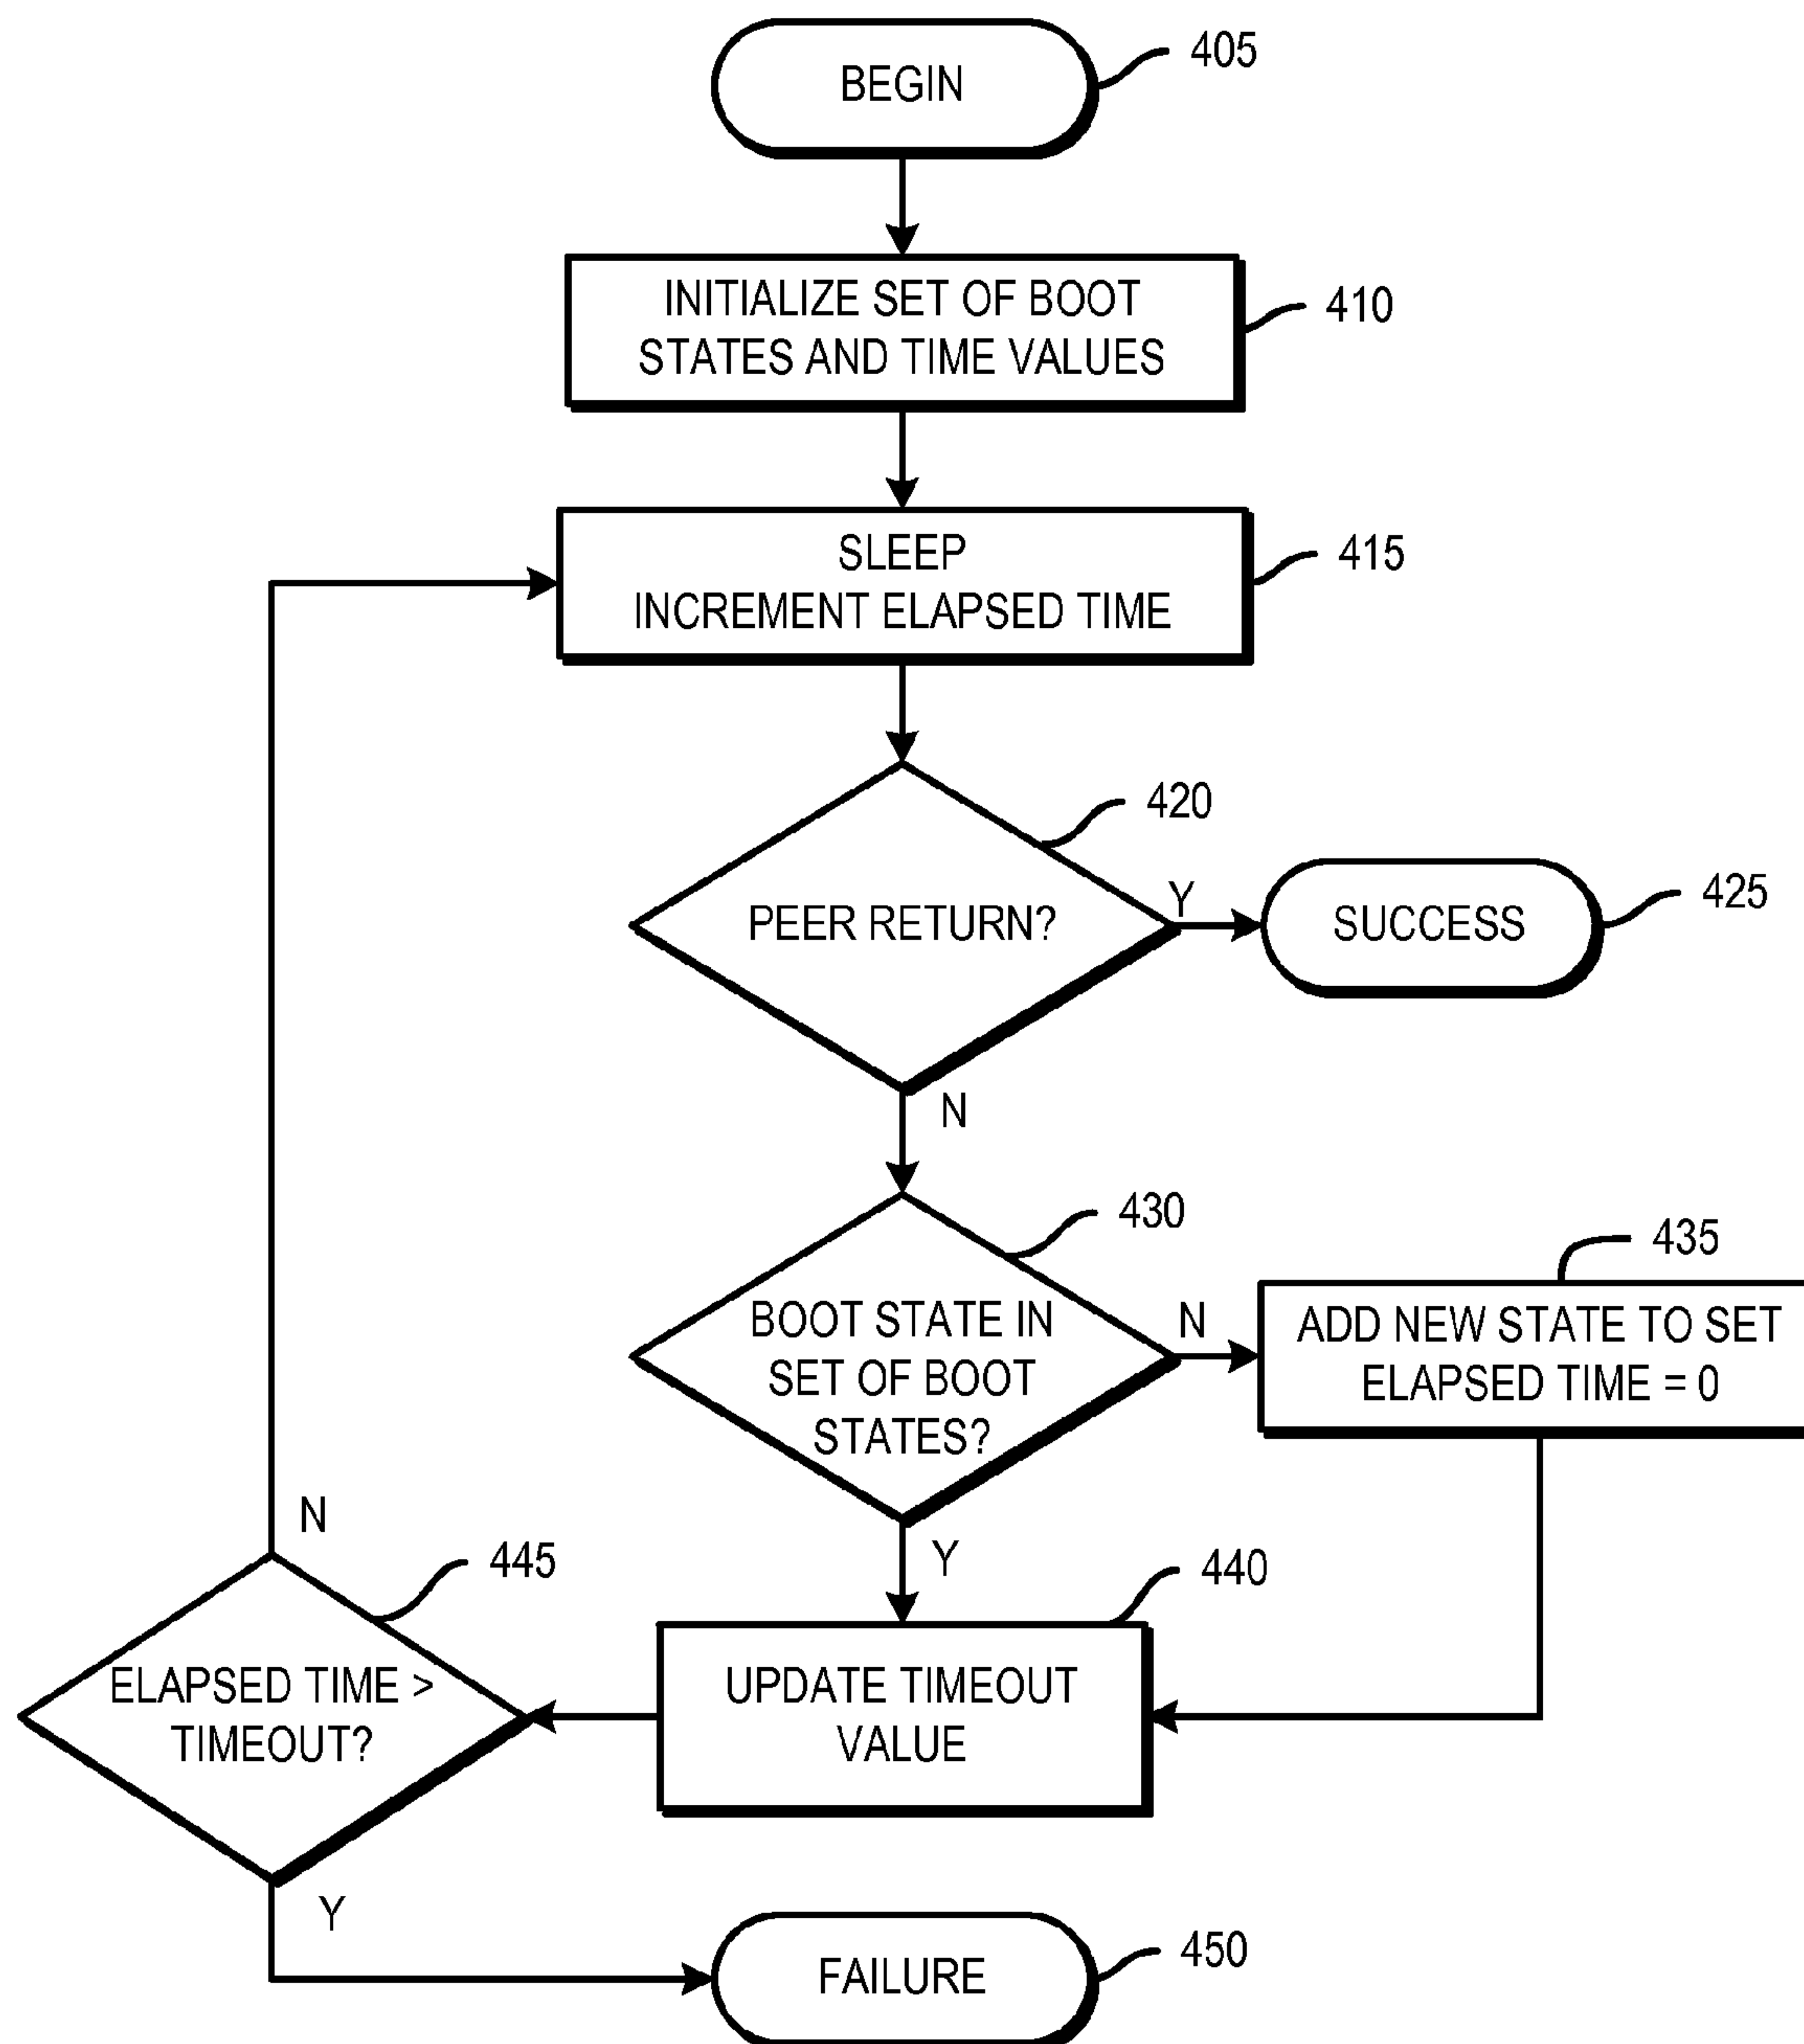 BEGIN
405
INITIALIZE SET OF BOOT
STATES AND TIME VALUES
410
SLEEP
INCREMENT ELAPSED TIME
415
420
PEER RETURN?
Y
SUCCESS
425
N
430
BOOT STATE IN
SET OF BOOT
STATES?
N
435
ADD NEW STATE TO SET
ELAPSED TIME = 0
Y
440
UPDATE TIMEOUT
VALUE
N
445
ELAPSED TIME >
TIMEOUT?
Y
FAILURE
450